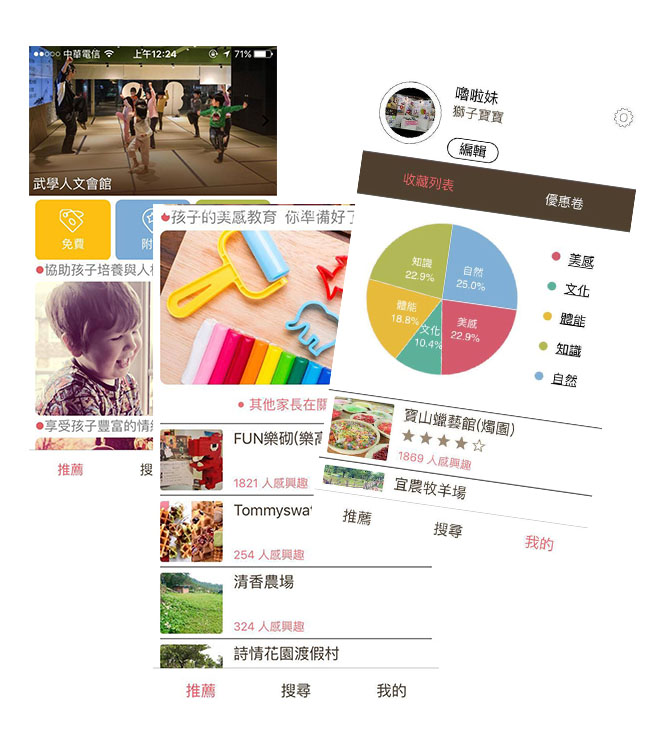 中華電信
上午12:24
71%
武學人文會館
免費
附
協助孩子培養與人
享受孩子豐富的情
推薦
搜
孩子的美感教育 你準備好了
其他家長在關
FUN樂砌(樂高
1821 人感興趣
Tommyswa
254 人感興趣
清香農場
324 人感興趣
詩情花園渡假村
推薦
搜尋
我的
嚕啦妹
獅子寶寶
編輯
收藏列表
優惠卷
知識
22.9%
自然
25.0%
體能
18.8%
文化
10.4%
美感
22.9%
美感
文化
體能
知識
自然
寶山蠟藝館(燭園)
1869 人感興趣
宜農牧羊場
推薦
搜尋
我的